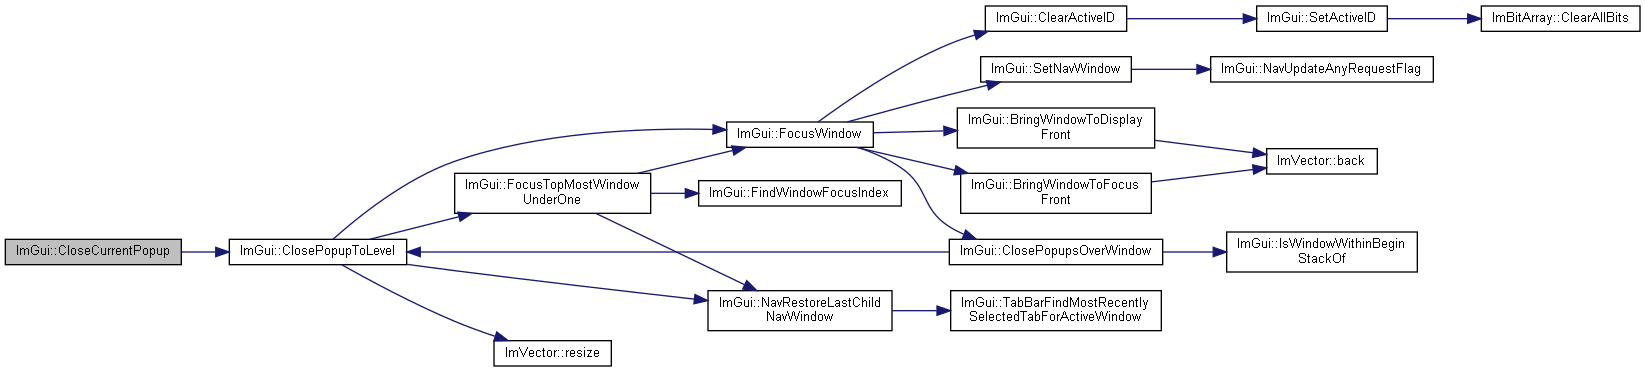 ImGui::ClearActiveID
ImGui::SetActiveID
ImBitArray::ClearAllBits
ImGui::SetNavWindow
ImGui::NavUpdateAnyRequestFlag
ImGui::FocusWindow
ImGui::BringWindowToDisplay
Front
ImVector::back
ImGui::FocusTopMostWindow
UnderOne
ImGui::FindWindowFocusIndex
ImGui::BringWindowToFocus
Front
ImGui::CloseCurrentPopup
ImGui::ClosePopupToLevel
ImGui::ClosePopupsOverWindow
ImGui::IsWindowWithinBegin
StackOf
ImGui::NavRestoreLastChild
NavWindow
ImGui::TabBarFindMostRecently
SelectedTabForActiveWindow
ImVector::resize